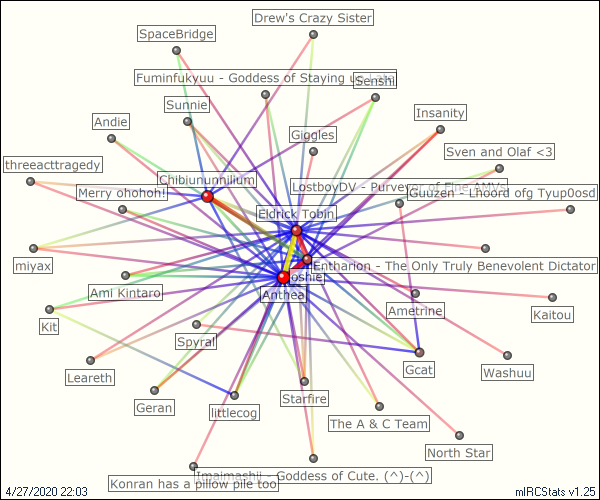 Drew's Crazy Sister
SpaceBridge
Fuminfukyuu - Goddess of Staying up Late
Senshi
Sunnie
Insanity
Andie
Giggles
Sven and Olaf <3
threeacttragedy
Chibiununnilium
LostboyDV - Purveyor of Fine AMVs
Merry ohohoh!
Guuzen - Lhoord ofg Tyup0osd
Eldrick Tobin
miyax
Entharion - The Only Truly Benevolent Dictator
oshie
Ami Kintaro
Anthea
Ametrine
Kaitou
Kit
Spyral
Gcat
Washuu
Leareth
Starfire
Geran
littlecog
The A & C Team
North Star
Imaimashii - Goddess of Cute. (^)-(^)
Konran has a pillow pile too
4/27/2020 22:03
mIRCStats v1.25